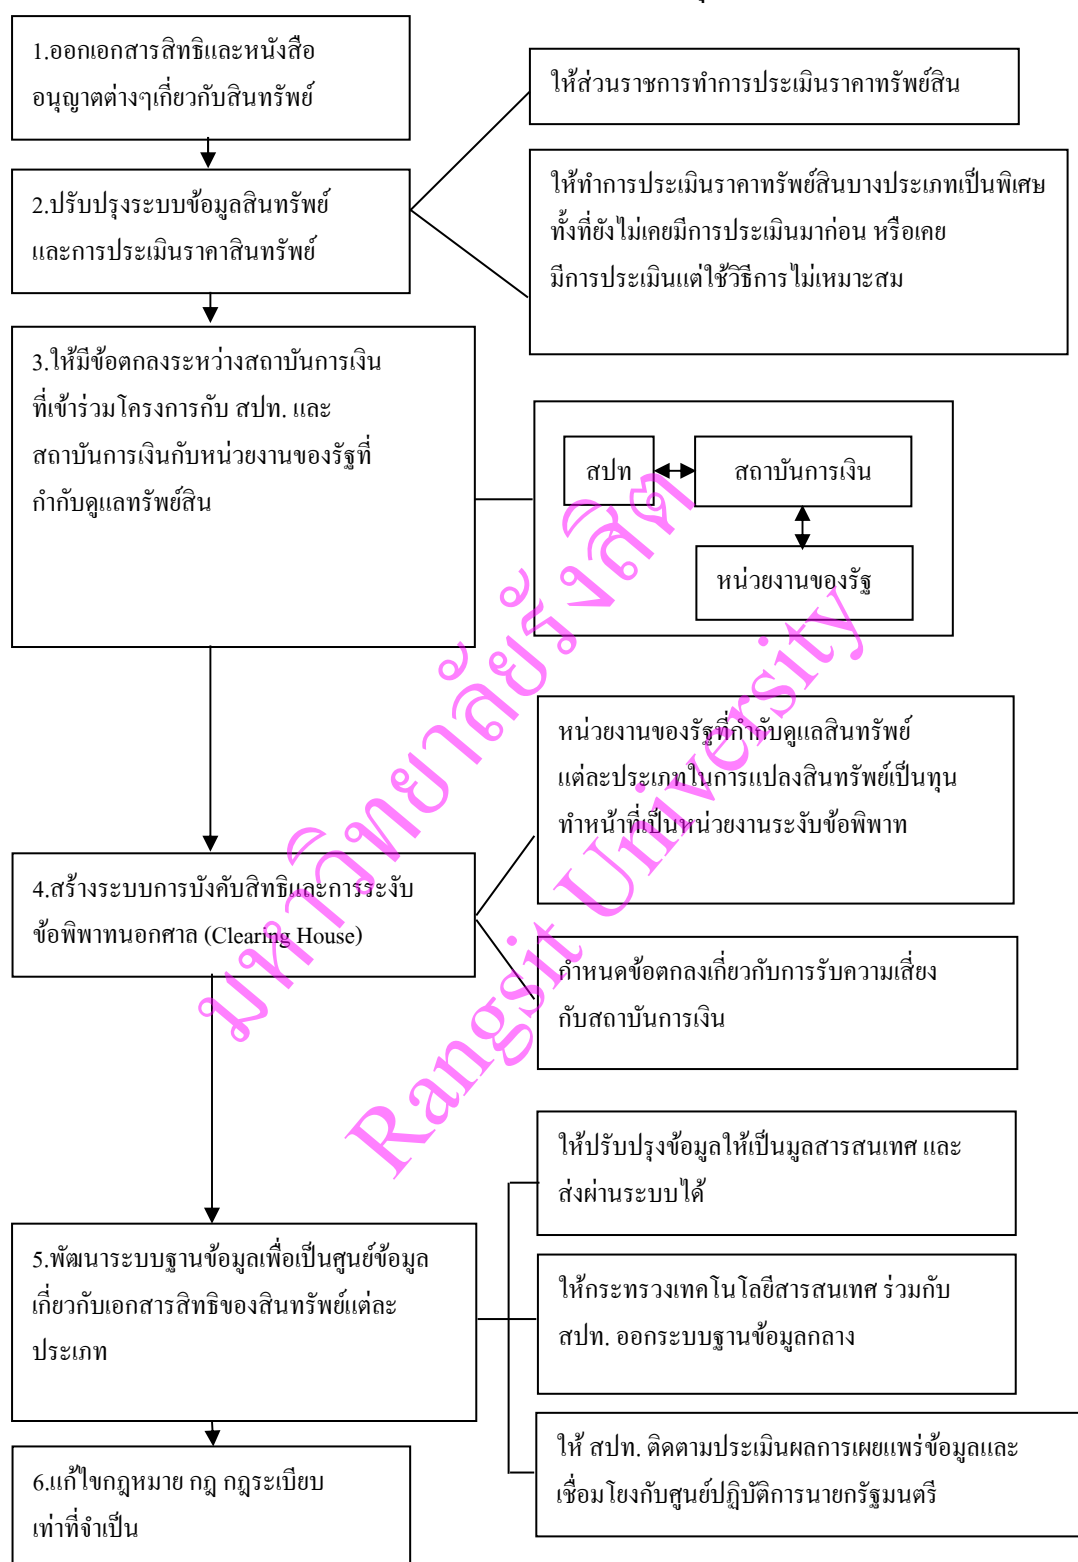 1.ออกเอกสารสิทธิและหนังสือ
อนุญาตต่างๆเกี่ยวกับสินทรัพย์
ให้ส่วนราชการทำการประเมินราคาทรัพย์สิน
2.ปรับปรุงระบบข้อมูลสินทรัพย์
และการประเมินราคาสินทรัพย์
ให้ทำการประเมินราคาทรัพย์สินบางประเภทเป็นพิเศษ
ทั้งที่ยังไม่เคยมีการประเมินมาก่อน หรือเคย
มีการประเมินแต่ใช้วิธีการไม่เหมาะสม
3.ให้มีข้อตกลงระหว่างสถาบันการเงิน
ที่เข้าร่วมโครงการกับ สปท. และ
สถาบันการเงินกับหน่วยงานของรัฐที่
กำกับดูแลทรัพย์สิน
สปท
สถาบันการเงิน
หน่วยงานของรัฐ
หน่วยงานของรัฐที่กำกับดูแลสินทรัพย์
แต่ละประเภทในการแปลงสินทรัพย์เป็นทุน
ทำหน้าที่เป็นหน่วยงานระงับข้อพิพาท
4.สร้างระบบการบังคับสิทธิและการระงับ
ข้อพิพาทนอกศาล (Clearing House)
กำหนดข้อตกลงเกี่ยวกับการรับความเสี่ยง
กับสถาบันการเงิน
ให้ปรับปรุงข้อมูลให้เป็นมูลสารสนเทศ และ
ส่งผ่านระบบได้
5.พัฒนาระบบฐานข้อมูลเพื่อเป็นศูนย์ข้อมูล
เกี่ยวกับเอกสารสิทธิของสินทรัพย์แต่ละ
ประเภท
ให้กระทรวงเทคโนโลยีสารสนเทศ ร่วมกับ
สปท. ออกระบบฐานข้อมูลกลาง
ให้ สปท. ติดตามประเมินผลการเผยแพร่ข้อมูลและ
เชื่อมโยงกับศูนย์ปฏิบัติการนายกรัฐมนตรี
6.แก้ไขกฎหมาย กฎ กฎระเบียบ
เท่าที่จำเป็น
มหาวิทยาลัยรังสิต
Rangsit University